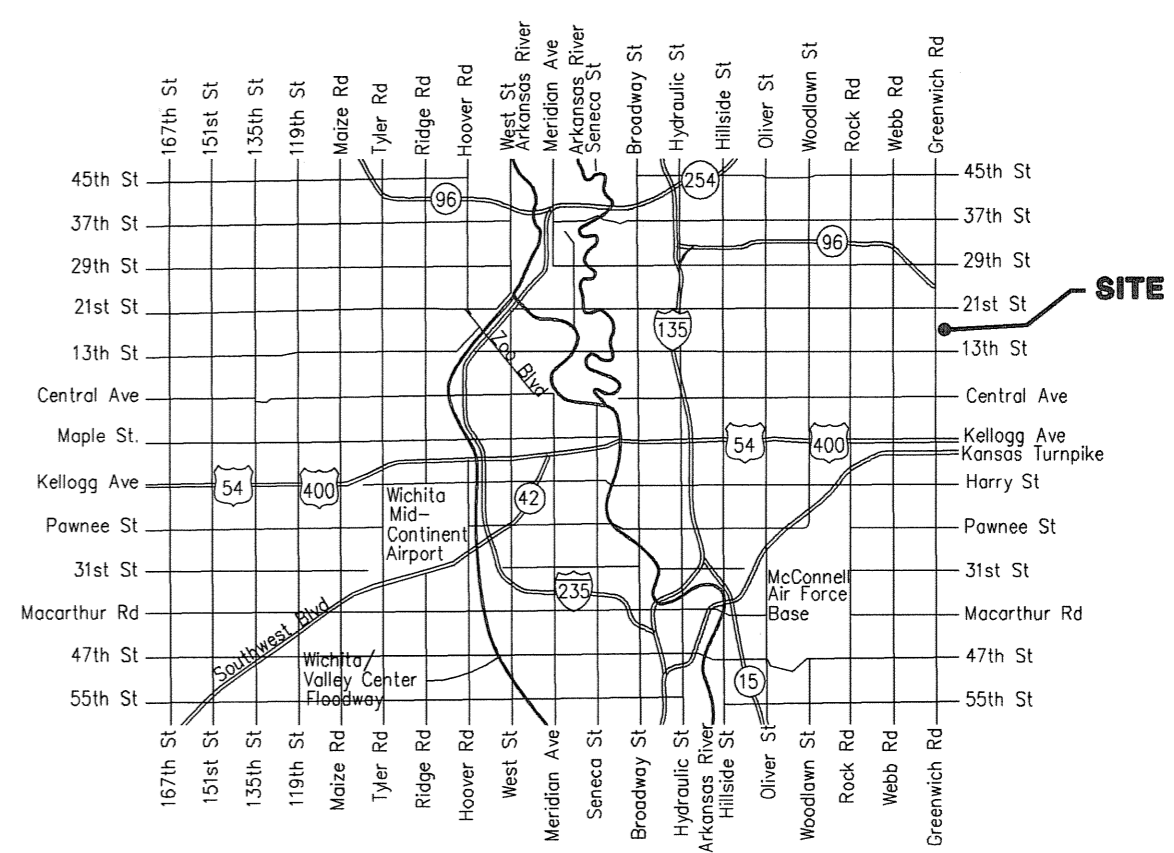 167th St
151st St
135th St
119th St
Maize Rd
Tyler Rd
Ridge Rd
Hoover Rd
West St
Arkansas River
Meridian Ave
Arkansas River
Seneca St
Broadway St
Hydraulic St
Hillside St
Oliver St
Woodlawn St
Rock Rd
Webb Rd
Greenwich Rd
45th St
254
45th St
96
37th St
37th St
96
29th St
29th St
SITE
21st St
21st St
135
13th St
13th St
Zoo Blvd
Central Ave
Central Ave
Maple St.
54
400
Kellogg Ave
Kansas Turnpike
Kellogg Ave
54
400
Harry St
Wichita
Mid-
Continent
Airport
42
Pawnee St
Pawnee St
31st St
31st St
235
McConnell
Air Force
Base
Macarthur Rd
Macarthur Rd
Southwest Blvd
47th St
47th St
Wichita/
Valley Center
Floodway
15
55th St
55th St
167th St
151st St
135th St
119th St
Maize Rd
Tyler Rd
Ridge Rd
Hoover Rd
West St
Meridian Ave
Seneca St
Broadway St
Hydraulic St
Arkansas River
Hillside St
Oliver St
Woodlawn St
Rock Rd
Webb Rd
Greenwich Rd